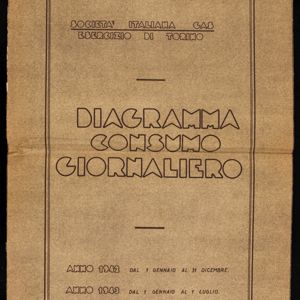 SOCIETA' ITALIANA GAS
ESERCIZIO DI TORINO
DIAGRAMMA
CONSUMO
GIORNALIERO
ANNO 1942 DAL 1 GENNAIO AL 31 DICEMBRE.
ANNO 1943 DAL 1 GENNAIO AL 1 LUGLIO.